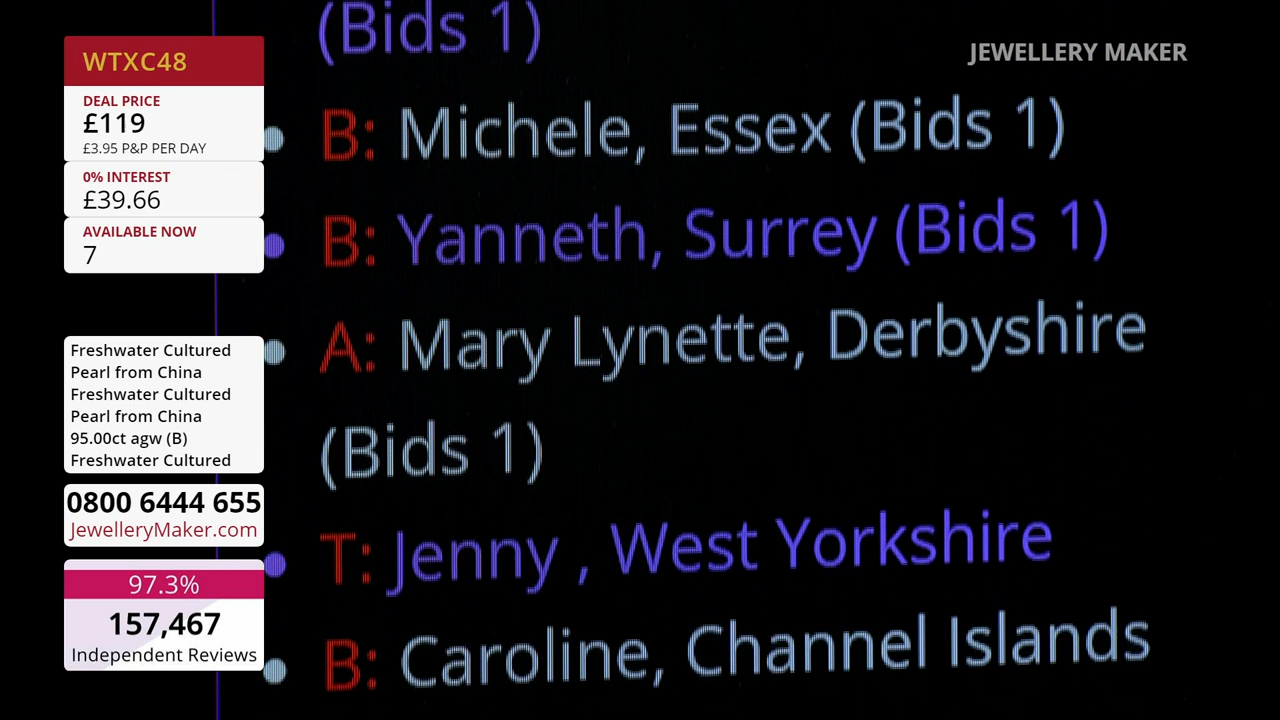 WTXC48
DEAL PRICE
£119
£3.95 P&P PER DAY
0% INTEREST
£39.66
AVAILABLE NOW
7
Freshwater Cultured
Pearl from China
Freshwater Cultured
Pearl from China
95.00ct agw (B)
Freshwater Cultured
0800 6444 655
JewelleryMaker.com
97.3%
157,467
Independent Reviews
JEWELLERY MAKER
(Bids 1)
B: Michele, Essex (Bids 1)
B: Yanneth, Surrey (Bids 1)
A: Mary Lynette, Derbyshire
(Bids 1)
T: Jenny , West Yorkshire
B: Caroline, Channel Islands